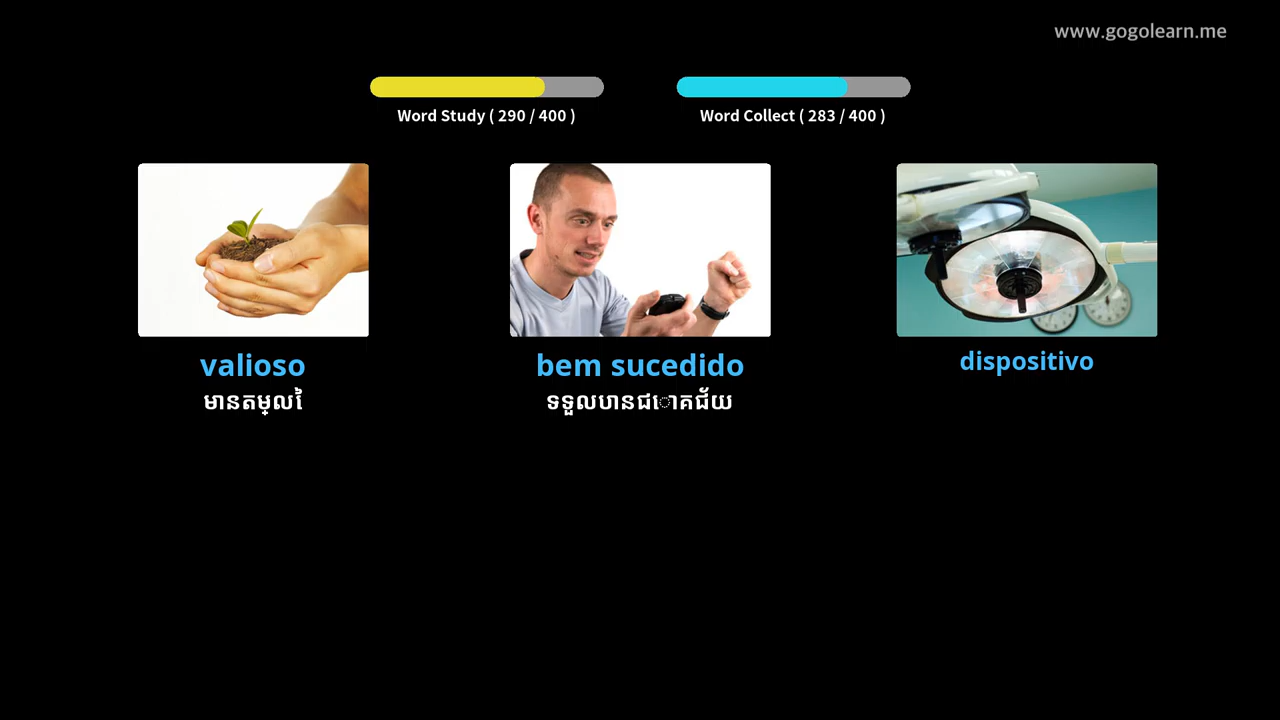 www.gogolearn.me
Word Study ( 290 / 400 )
Word Collect ( 283 / 400 )
valioso
មានតម្លៃ
bem sucedido
ទទួលបានជោគជ័យ
dispositivo